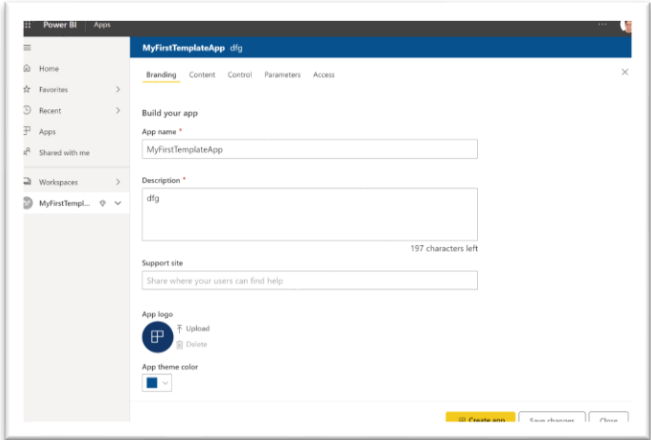 Power BI Apps ...
MyFirstTemplateApp dfg
Home
Favorites
Recent
Apps
Shared with me
Workspaces
MyFirstTempl...
Branding Content Control Parameters Access
Build your app
App name *
MyFirstTemplateApp
Description *
dfg
197 characters left
Support site
Share where your users can find help
App logo
Upload
Delete
App theme color
Create app Save changes Close